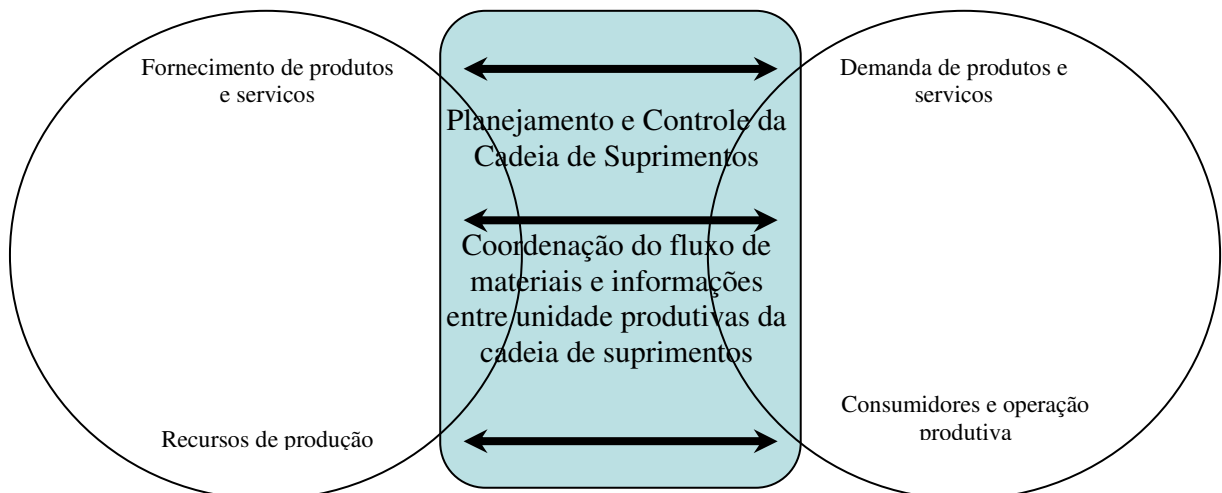 Fornecimento de produtos
e servicos
Planejamento e Controle da
Cadeia de Suprimentos
Coordenação do fluxo de
materiais e informações
entre unidade produtivas da
cadeia de suprimentos
Demanda de produtos e
serviços
Recursos de produção
Consumidores e operação
produtiva